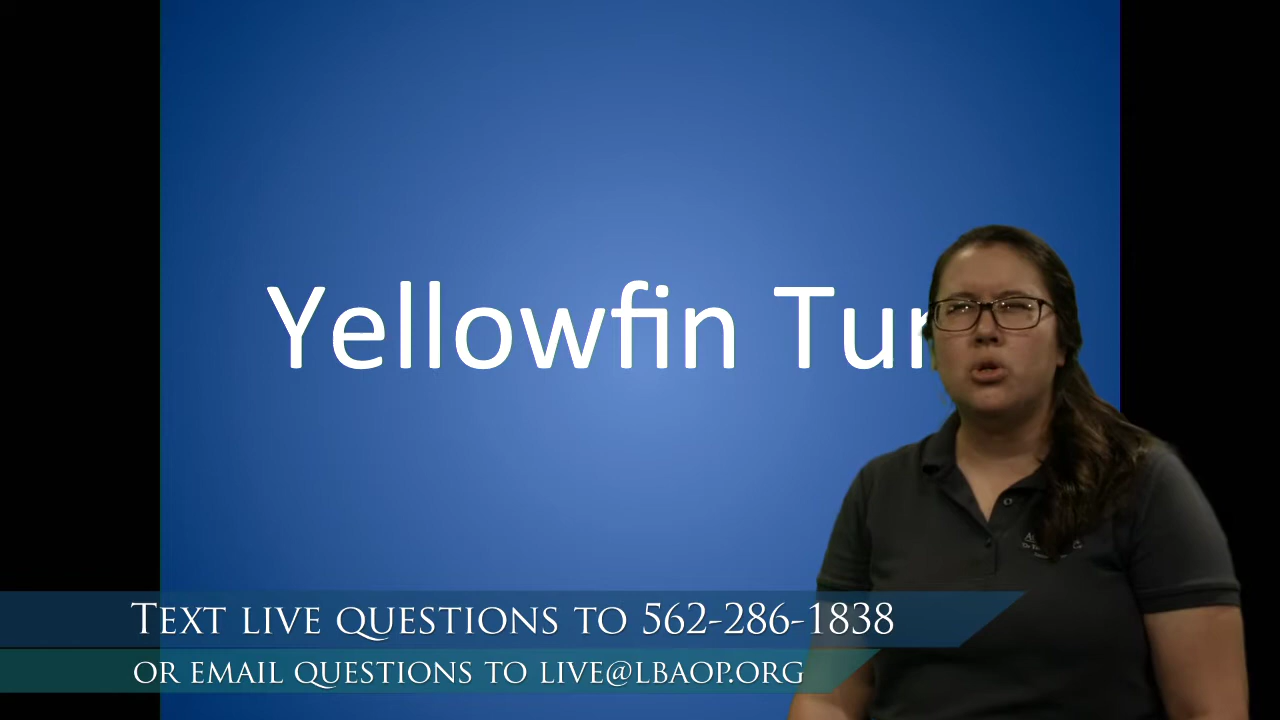 Yellowfin Tun
TEXT LIVE QUESTIONS TO 562-286-1838
OR EMAIL QUESTIONS TO LIVE@LBAOP.ORG